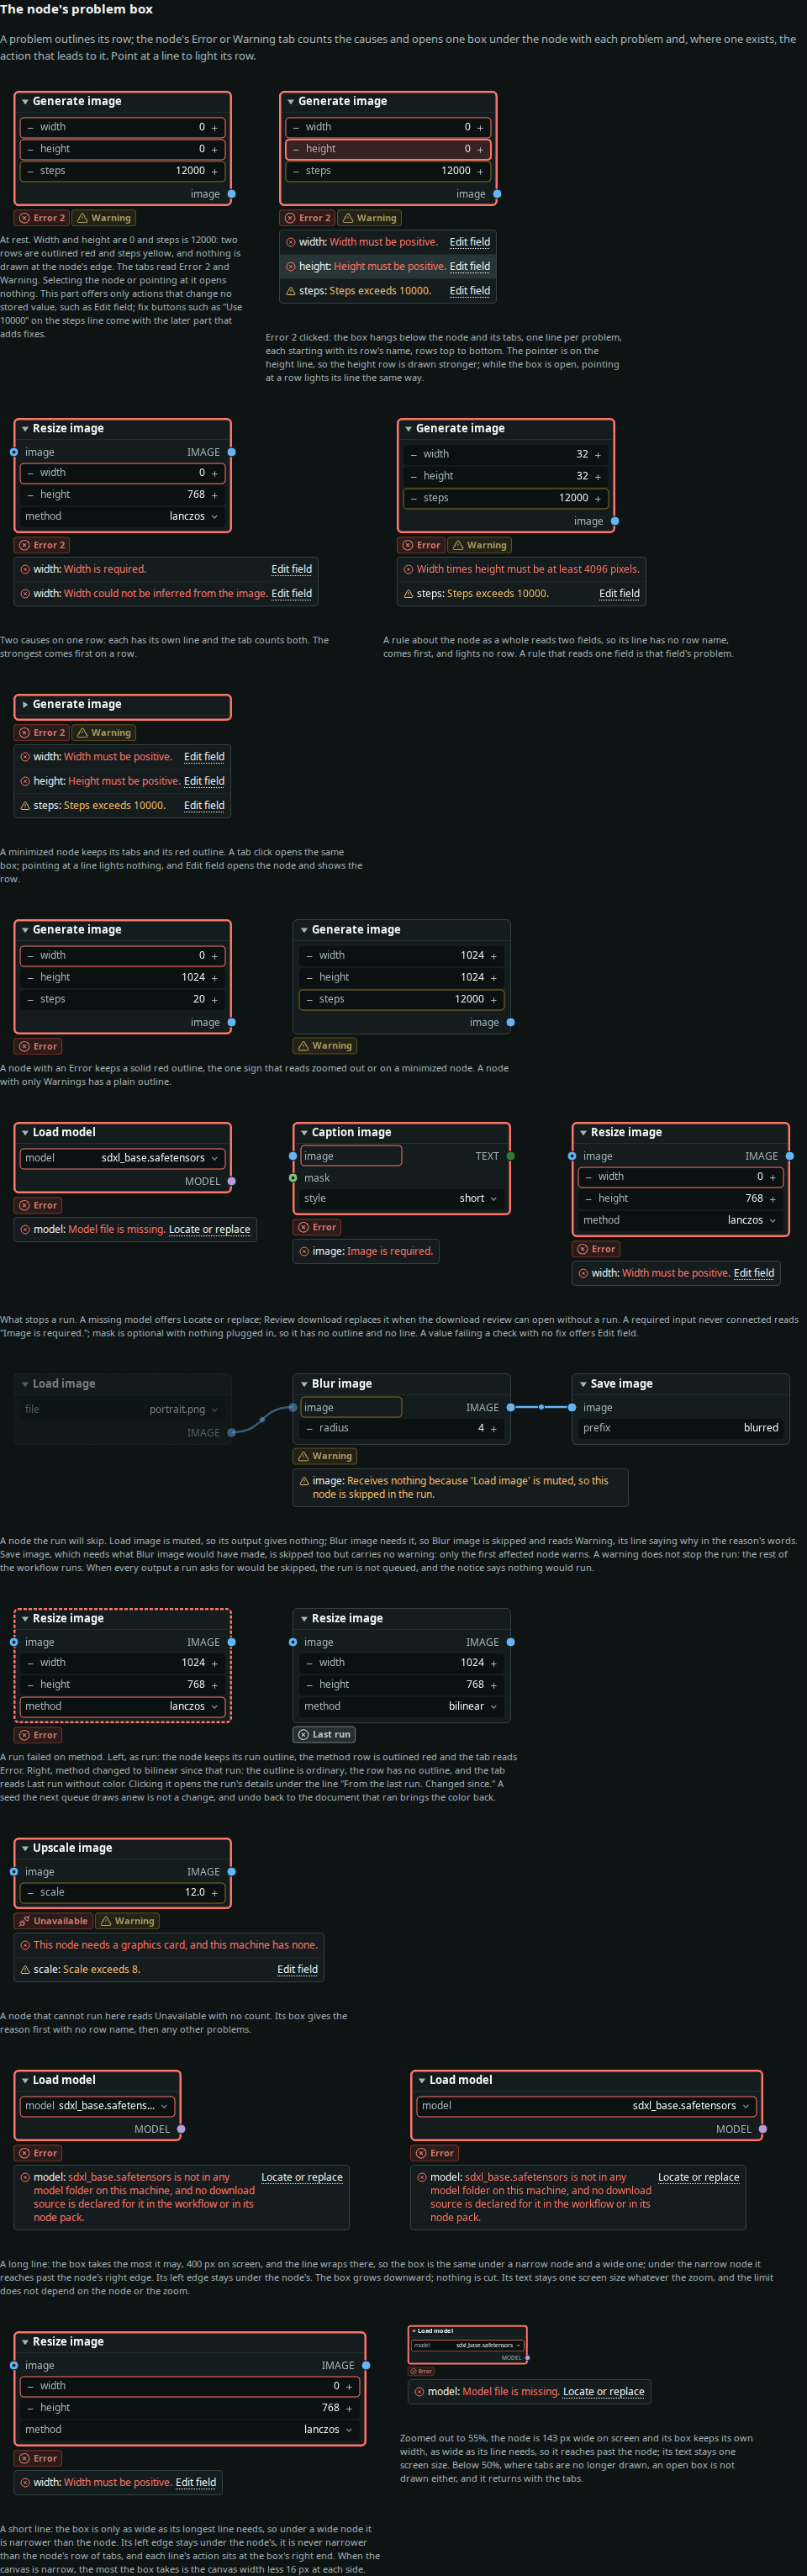 The node's problem box
A problem outlines its row; the node's Error or Warning tab counts the causes and opens one box under the node with each problem and, where one exists, the
action that leads to it. Point at a line to light its row.
Generate image
− width 0 +
− height 0 +
− steps 12000 +
image
Error 2 Warning
At rest. Width and height are 0 and steps is 12000: two
rows are outlined red and steps yellow, and nothing is
drawn at the node's edge. The tabs read Error 2 and
Warning. Selecting the node or pointing at it opens
nothing. This part offers only actions that change no
stored value, such as Edit field; fix buttons such as "Use
10000" on the steps line come with the later part that
adds fixes.
Generate image
− width 0 +
− height 0 +
− steps 12000 +
image
Error 2 Warning
width: Width must be positive. Edit field
height: Height must be positive. Edit field
steps: Steps exceeds 10000. Edit field
Error 2 clicked: the box hangs below the node and its tabs, one line per problem,
each starting with its row's name, rows top to bottom. The pointer is on the
height line, so the height row is drawn stronger; while the box is open, pointing
at a row lights its line the same way.
Resize image
image IMAGE
− width 0 +
− height 768 +
method lanczos
Error 2
width: Width is required. Edit field
width: Width could not be inferred from the image. Edit field
Two causes on one row: each has its own line and the tab counts both. The
strongest comes first on a row.
Generate image
− width 32 +
− height 32 +
− steps 12000 +
image
Error Warning
Width times height must be at least 4096 pixels.
steps: Steps exceeds 10000. Edit field
A rule about the node as a whole reads two fields, so its line has no row name,
comes first, and lights no row. A rule that reads one field is that field's problem.
Generate image
Error 2 Warning
width: Width must be positive. Edit field
height: Height must be positive. Edit field
steps: Steps exceeds 10000. Edit field
A minimized node keeps its tabs and its red outline. A tab click opens the same
box; pointing at a line lights nothing, and Edit field opens the node and shows the
row.
Generate image
− width 0 +
− height 1024 +
− steps 20 +
image
Error
Generate image
− width 1024 +
− height 1024 +
− steps 12000 +
image
Warning
A node with an Error keeps a solid red outline, the one sign that reads zoomed out or on a minimized node. A node
with only Warnings has a plain outline.
Load model
model sdxl_base.safetensors
MODEL
Error
model: Model file is missing. Locate or replace
Caption image
image TEXT
mask
style short
Error
image: Image is required.
Resize image
image IMAGE
− width 0 +
− height 768 +
method lanczos
Error
width: Width must be positive. Edit field
What stops a run. A missing model offers Locate or replace; Review download replaces it when the download review can open without a run. A required input never connected reads
"Image is required."; mask is optional with nothing plugged in, so it has no outline and no line. A value failing a check with no fix offers Edit field.
Load image
file portrait.png
IMAGE
Blur image
image IMAGE
− radius 4 +
Warning
image: Receives nothing because 'Load image' is muted, so this
node is skipped in the run.
Save image
image
prefix blurred
A node the run will skip. Load image is muted, so its output gives nothing; Blur image needs it, so Blur image is skipped and reads Warning, its line saying why in the reason's words.
Save image, which needs what Blur image would have made, is skipped too but carries no warning: only the first affected node warns. A warning does not stop the run: the rest of
the workflow runs. When every output a run asks for would be skipped, the run is not queued, and the notice says nothing would run.
Resize image
image IMAGE
− width 1024 +
− height 768 +
method lanczos
Error
Resize image
image IMAGE
− width 1024 +
− height 768 +
method bilinear
Last run
A run failed on method. Left, as run: the node keeps its run outline, the method row is outlined red and the tab reads
Error. Right, method changed to bilinear since that run: the outline is ordinary, the row has no outline, and the tab
reads Last run without color. Clicking it opens the run's details under the line "From the last run. Changed since." A
seed the next queue draws anew is not a change, and undo back to the document that ran brings the color back.
Upscale image
image IMAGE
− scale 12.0 +
Unavailable Warning
This node needs a graphics card, and this machine has none.
scale: Scale exceeds 8. Edit field
A node that cannot run here reads Unavailable with no count. Its box gives the
reason first with no row name, then any other problems.
Load model
model sdxl_base.safetens...
MODEL
Error
model: sdxl_base.safetensors is not in any Locate or replace
model folder on this machine, and no download
source is declared for it in the workflow or in its
node pack.
Load model
model sdxl_base.safetensors
MODEL
Error
model: sdxl_base.safetensors is not in any Locate or replace
model folder on this machine, and no download
source is declared for it in the workflow or in its
node pack.
A long line: the box takes the most it may, 400 px on screen, and the line wraps there, so the box is the same under a narrow node and a wide one; under the narrow node it
reaches past the node's right edge. Its left edge stays under the node's. The box grows downward; nothing is cut. Its text stays one screen size whatever the zoom, and the limit
does not depend on the node or the zoom.
Resize image
image IMAGE
− width 0 +
− height 768 +
method lanczos
Error
width: Width must be positive. Edit field
A short line: the box is only as wide as its longest line needs, so under a wide node it
is narrower than the node. Its left edge stays under the node's, it is never narrower
than the node's row of tabs, and each line's action sits at the box's right end. When the
canvas is narrow, the most the box takes is the canvas width less 16 px at each side.
Load model
model sdxl_base.safetensors
MODEL
Error
model: Model file is missing. Locate or replace
Zoomed out to 55%, the node is 143 px wide on screen and its box keeps its own
width, as wide as its line needs, so it reaches past the node; its text stays one
screen size. Below 50%, where tabs are no longer drawn, an open box is not
drawn either, and it returns with the tabs.